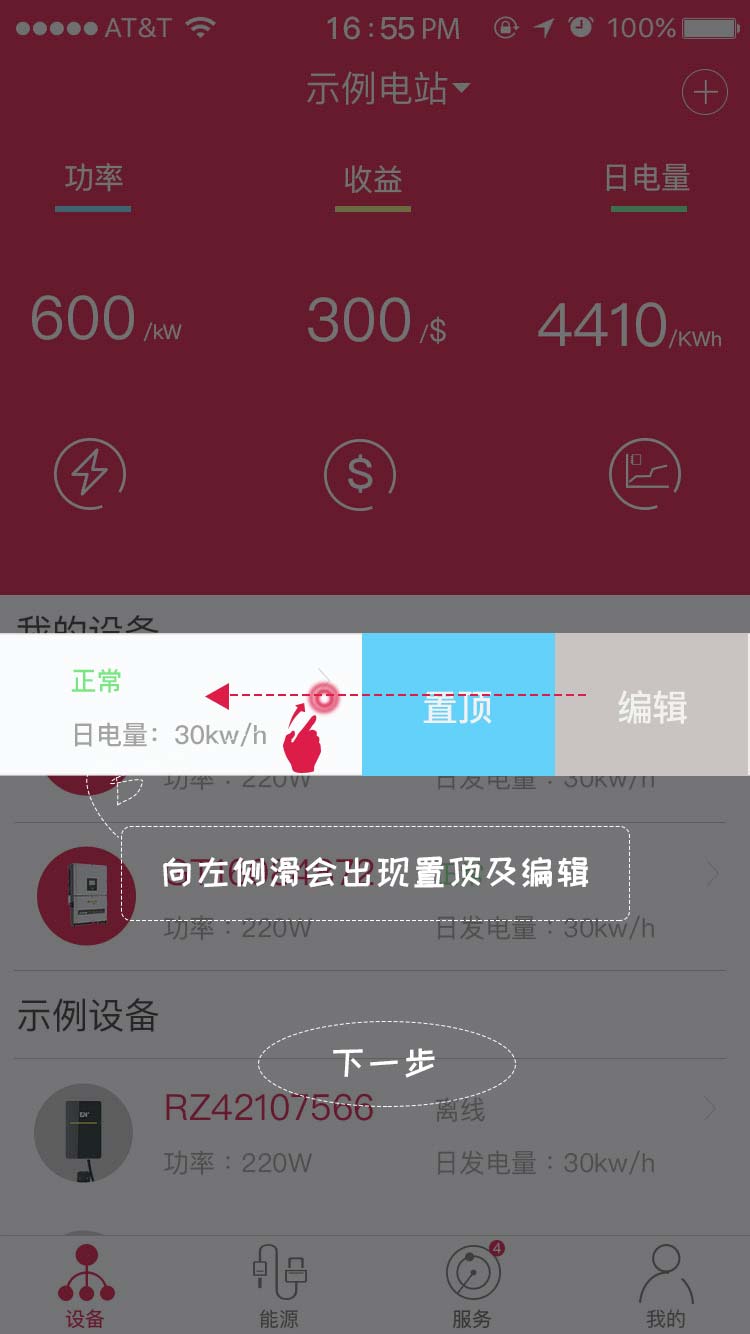 AT&T 16:55 PM 100%
示例电站
功率 收益 日电量
600/kW 300/$ 4410/KWh
我的设备
正常
日电量：30kw/h
置顶
编辑
功率：220W 日发电量：30kw/h
向左侧滑会出现置顶及编辑
功率：220W 日发电量：30kw/h
示例设备
下一步
RZ42107566 离线
功率：220W 日发电量：30kw/h
4
设备 能源 服务 我的